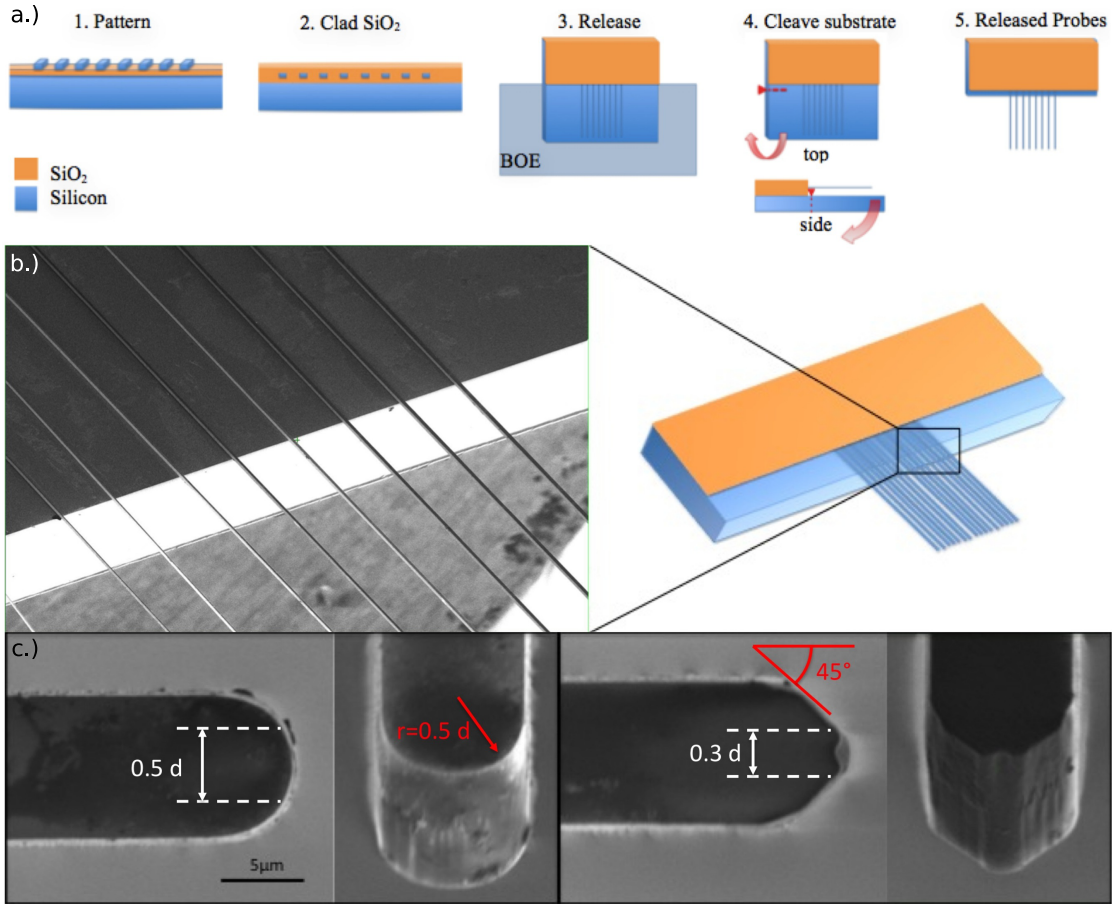 a.)
1. Pattern
2. Clad SiO₂
3. Release
4. Cleave substrate
5. Released Probes
BOE
top
SiO₂
Silicon
side
b.)
c.)
45°
r=0.5 d
0.5 d
0.3 d
5μm